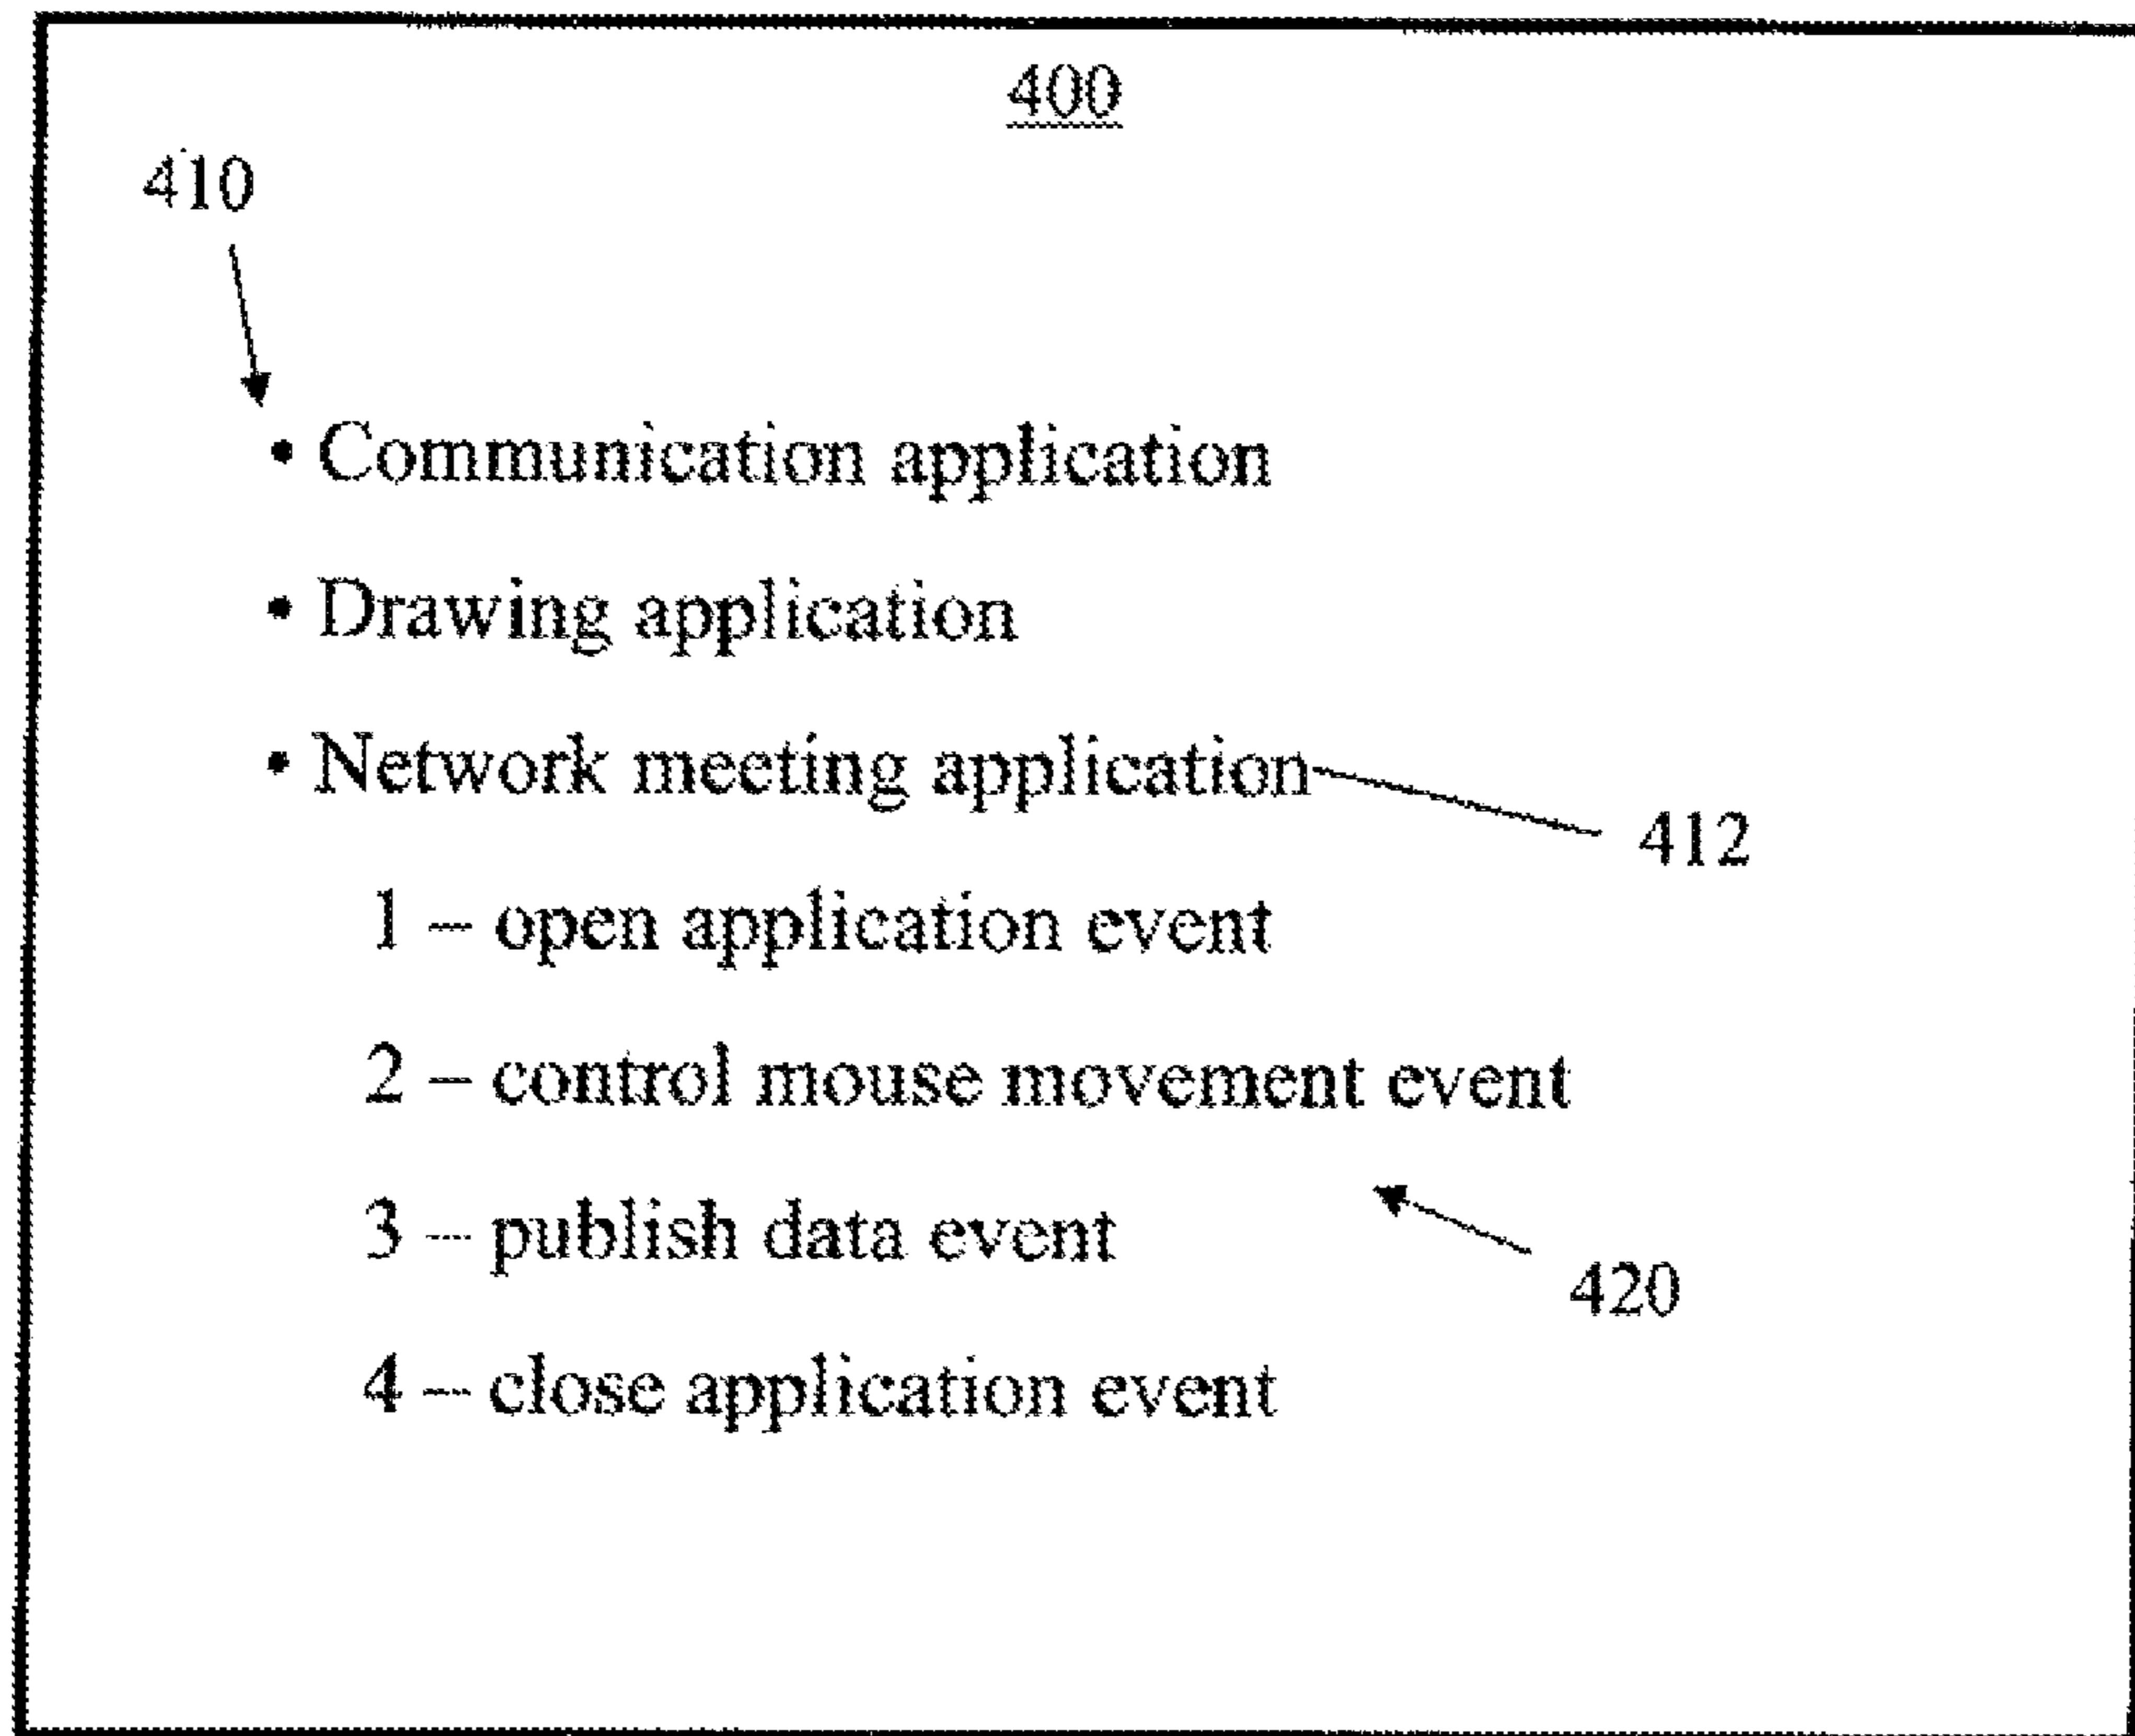 400
410
• Communication application
• Drawing application
• Network meeting application
412
1 – open application event
2 – control mouse movement event
3 – publish data event
420
4 – close application event